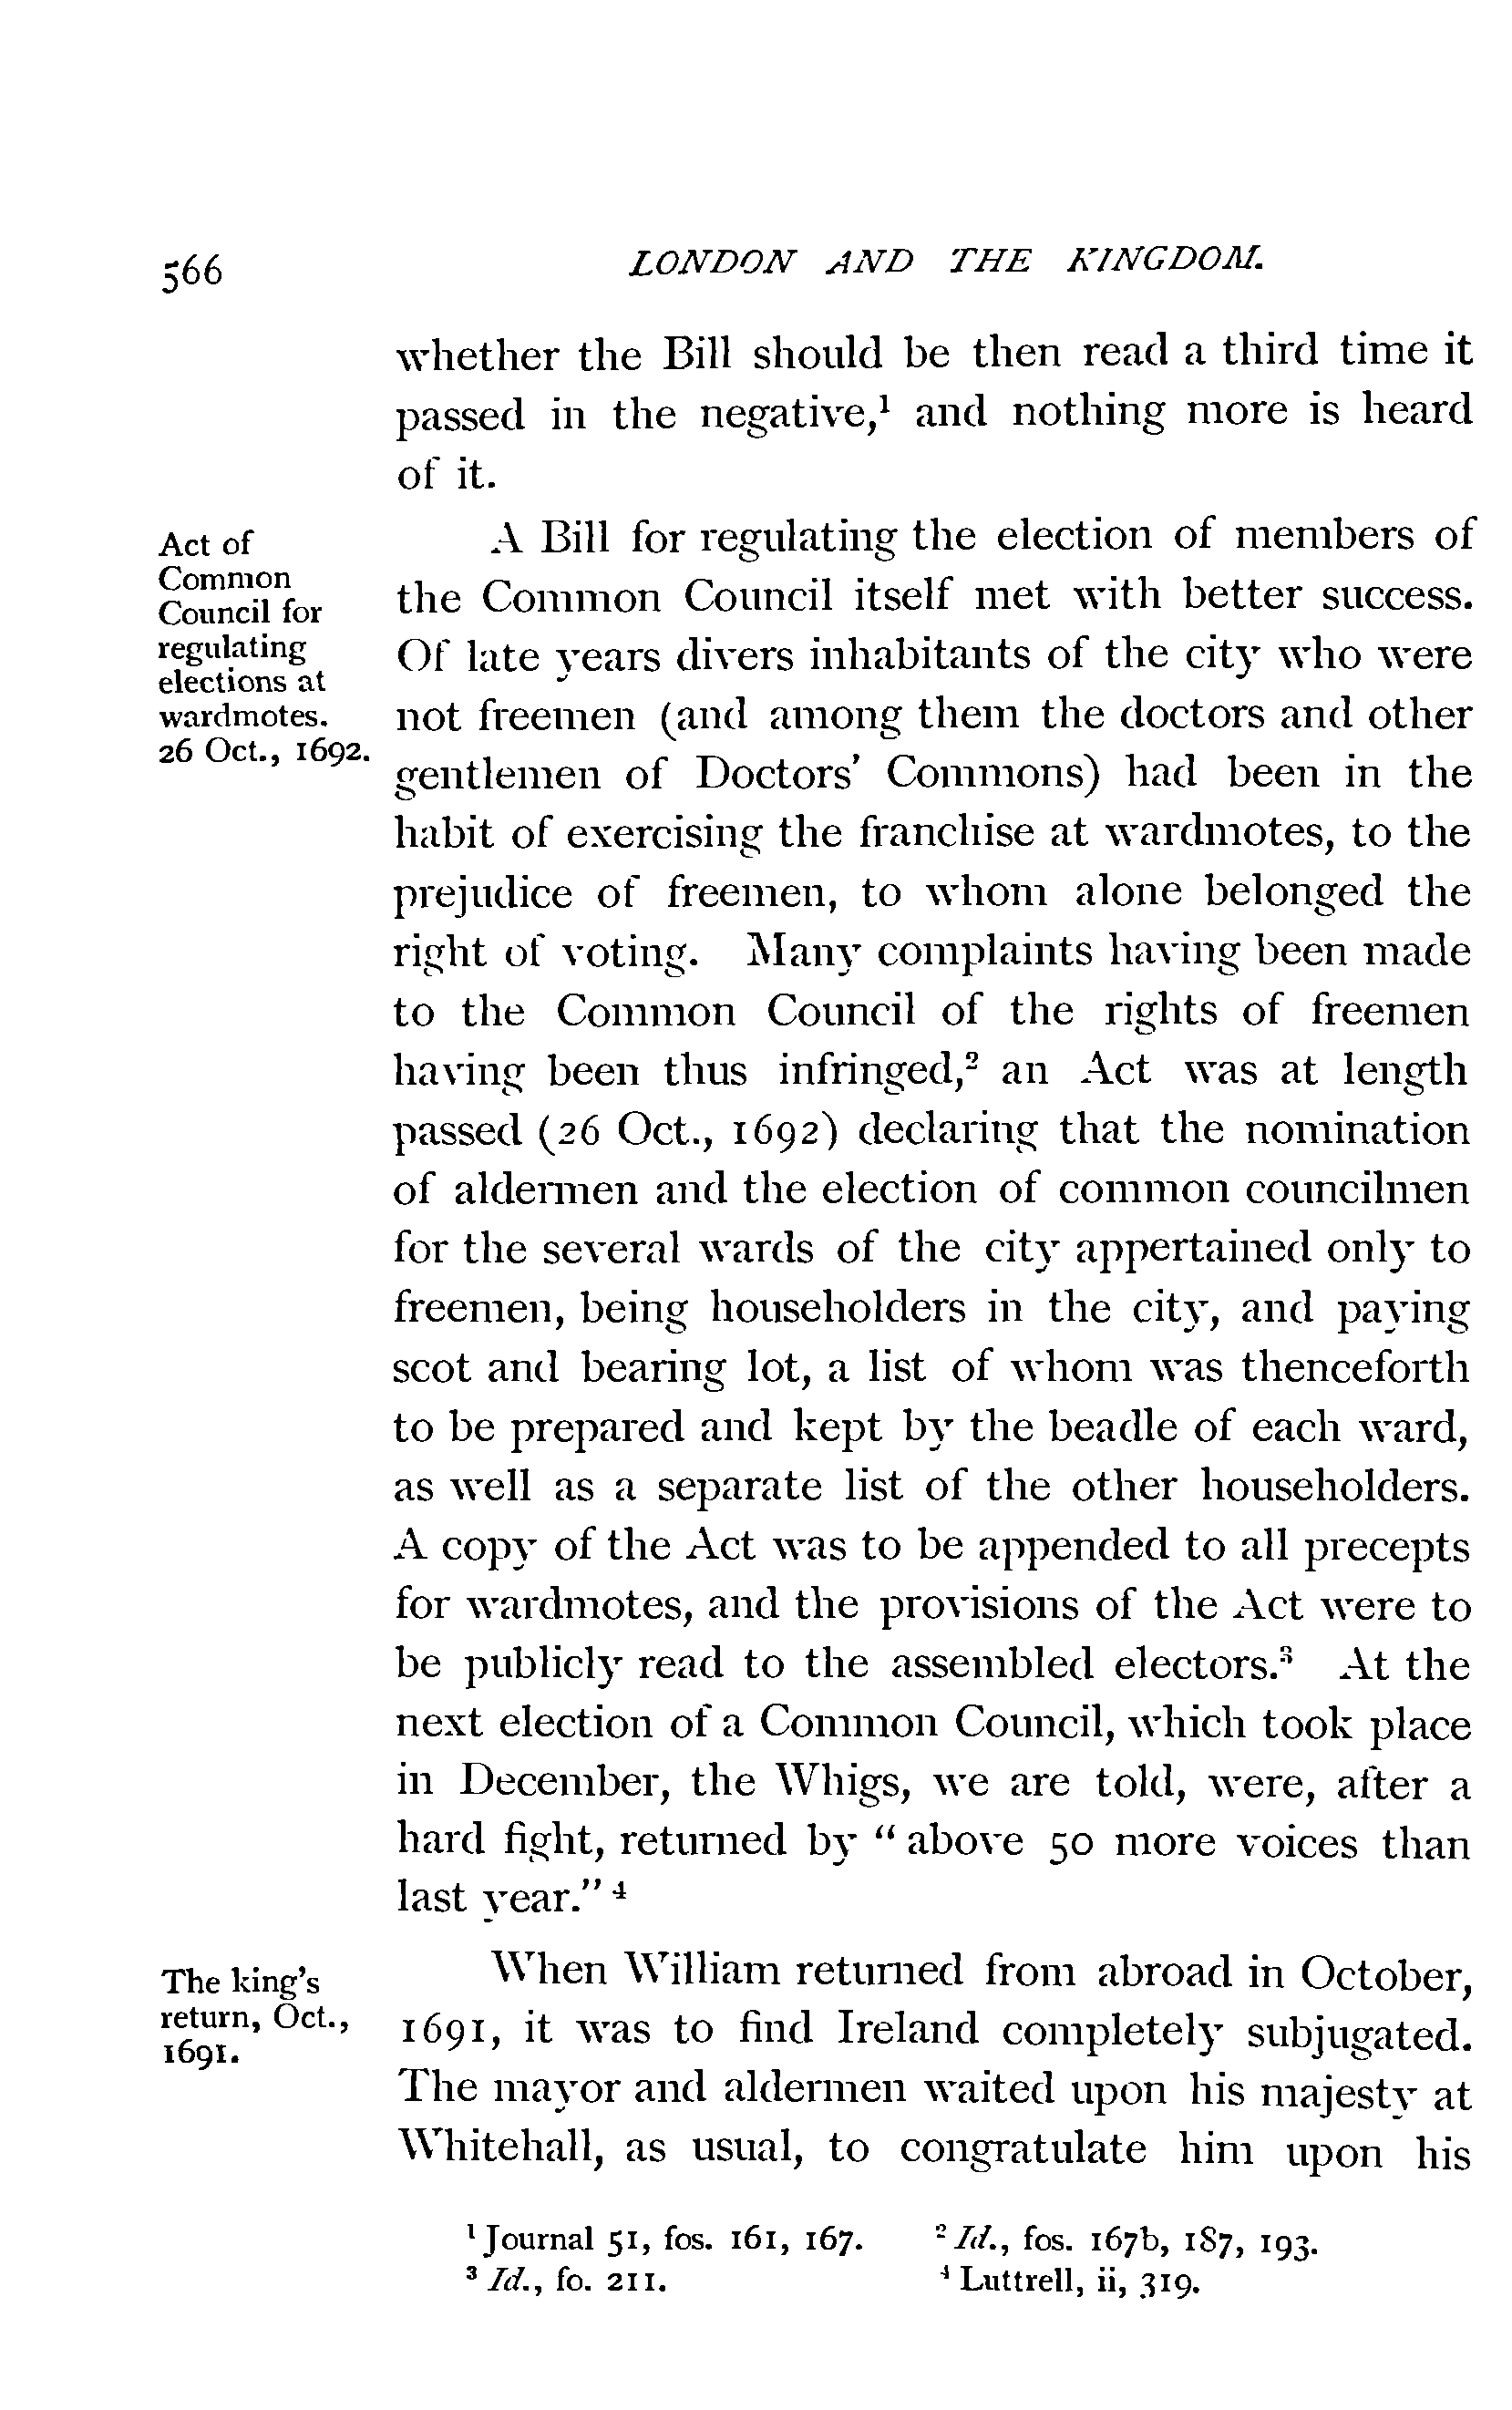 566
LONDON AND THE KINGDOM.
whether the Bill should be then read a third time it
passed in the negative,¹ and nothing more is heard
of it.
Act of
Common
Council for
regulating
elections at
wardmotes.
26 Oct., 1692.
A Bill for regulating the election of members of
the Common Council itself met with better success.
Of late years divers inhabitants of the city who were
not freemen (and among them the doctors and other
gentlemen of Doctors' Commons) had been in the
habit of exercising the franchise at wardmotes, to the
prejudice of freemen, to whom alone belonged the
right of voting. Many complaints having been made
to the Common Council of the rights of freemen
having been thus infringed,² an Act was at length
passed (26 Oct., 1692) declaring that the nomination
of aldermen and the election of common councilmen
for the several wards of the city appertained only to
freemen, being householders in the city, and paying
scot and bearing lot, a list of whom was thenceforth
to be prepared and kept by the beadle of each ward,
as well as a separate list of the other householders.
A copy of the Act was to be appended to all precepts
for wardmotes, and the provisions of the Act were to
be publicly read to the assembled electors.³ At the
next election of a Common Council, which took place
in December, the Whigs, we are told, were, after a
hard fight, returned by "above 50 more voices than
last year." ⁴
The king's
return, Oct.,
1691.
When William returned from abroad in October,
1691, it was to find Ireland completely subjugated.
The mayor and aldermen waited upon his majesty at
Whitehall, as usual, to congratulate him upon his
¹ Journal 51, fos. 161, 167. ² Id., fos. 167b, 187, 193.
³ Id., fo. 211. ⁴ Luttrell, ii, 319.